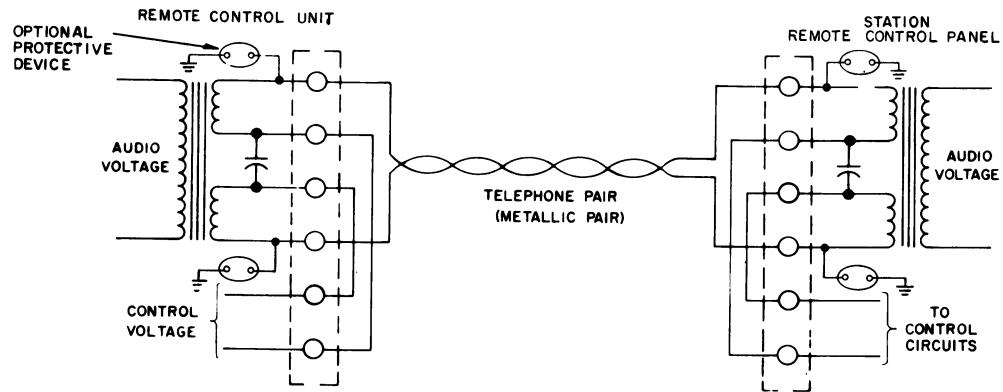 REMOTE CONTROL UNIT
OPTIONAL
PROTECTIVE
DEVICE
AUDIO
VOLTAGE
CONTROL
VOLTAGE
TELEPHONE PAIR
(METALLIC PAIR)
STATION
REMOTE CONTROL PANEL
AUDIO
VOLTAGE
TO
CONTROL
CIRCUITS